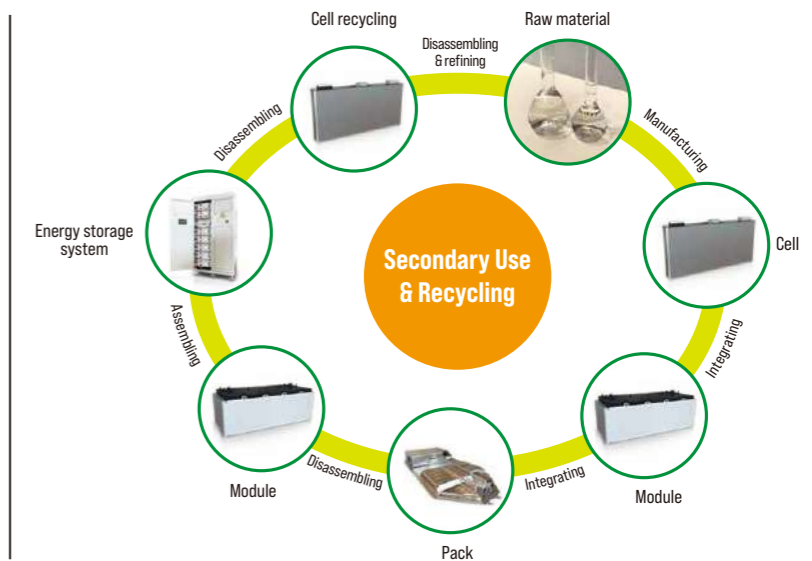 Cell recycling
Disassembling
& refining
Raw material
Manufacturing
Cell
Integrating
Module
Integrating
Pack
Disassembling
Module
Assembling
Energy storage
system
Disassembling
Secondary Use
& Recycling